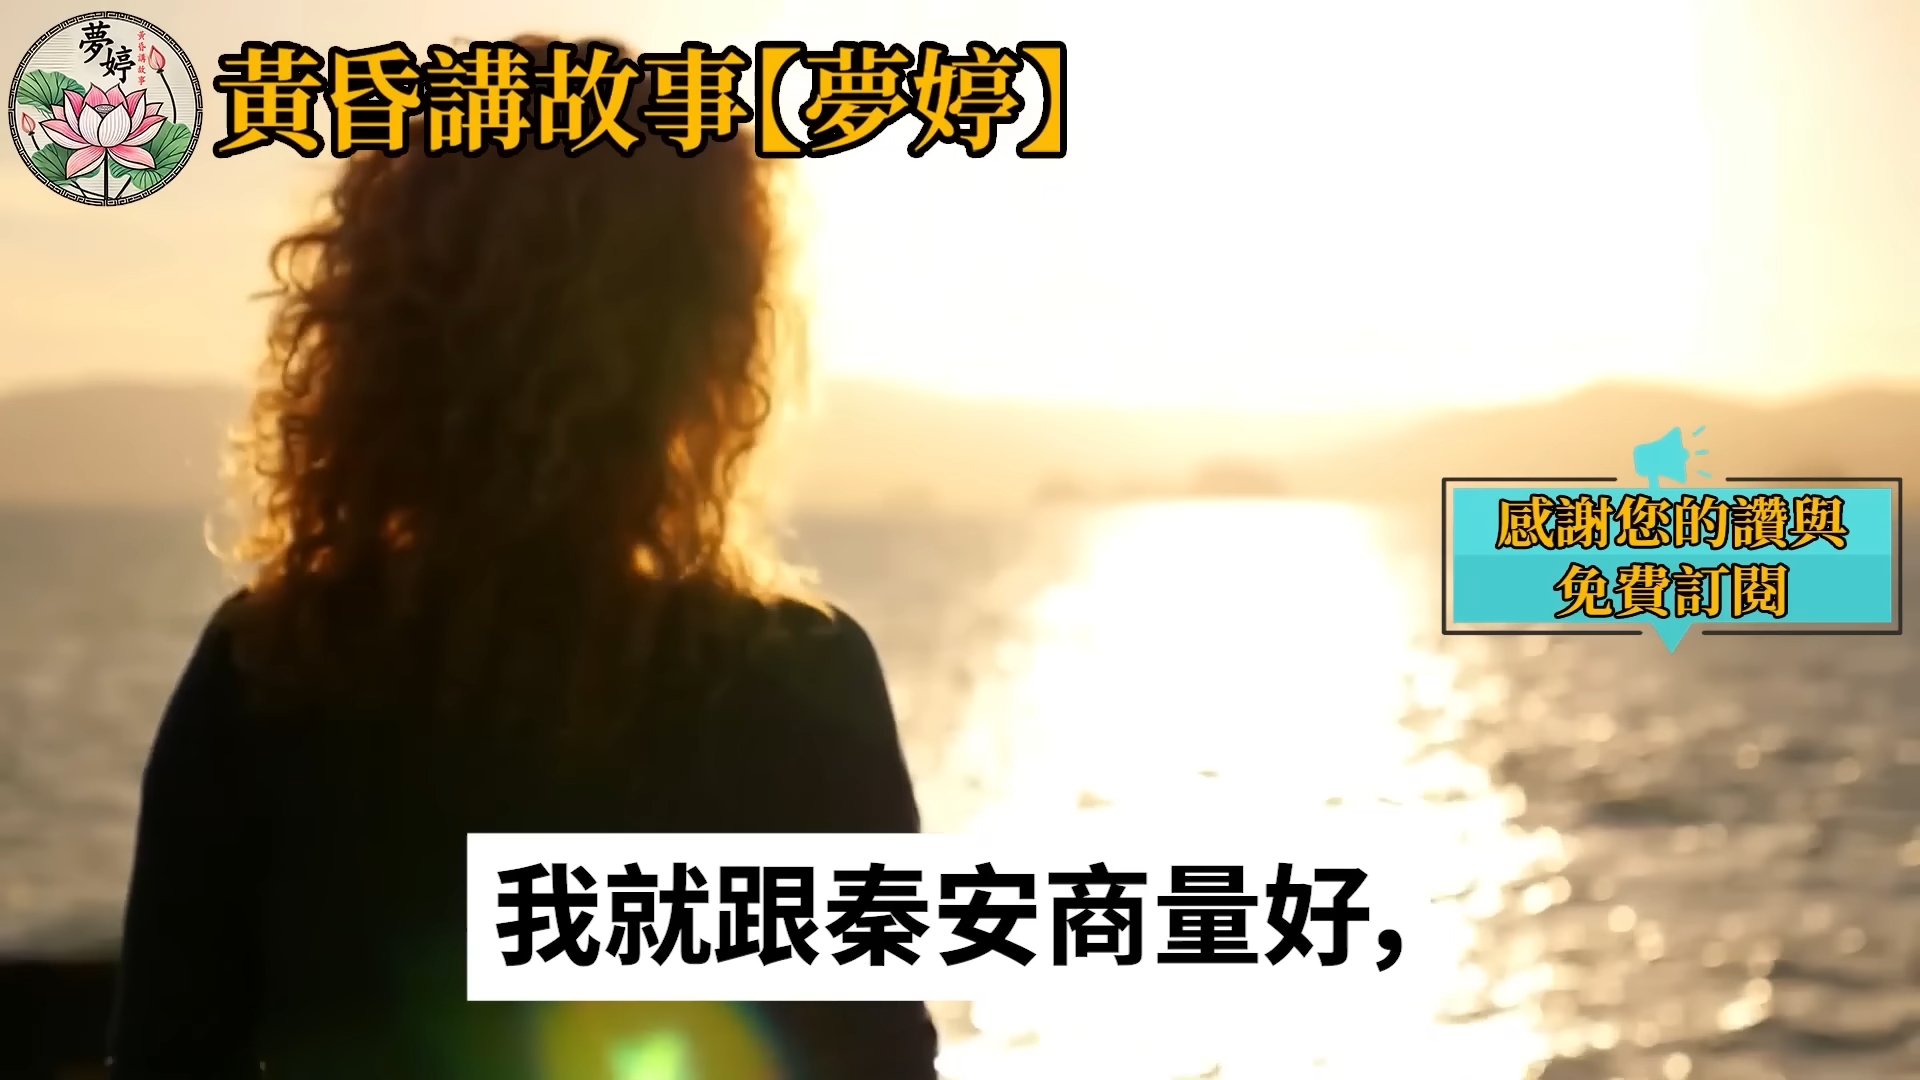 夢婷
黃昏講故事
黃昏講故事【夢婷】
感謝您的讚與
免費訂閱
我就跟秦安商量好,